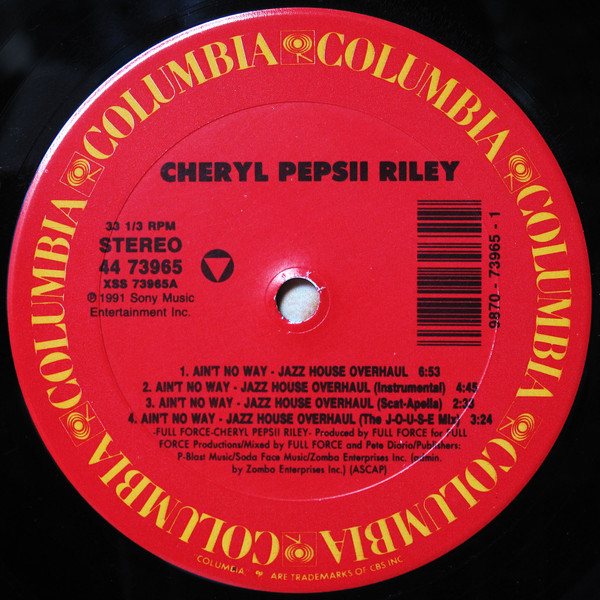 COLUMBIA COLUMBIA COLUMBIA COLUMBIA COLUMBIA COLUMBIA COLUMBIA COLUMBIA
CHERYL PEPSII RILEY
33 1/3 RPM
STEREO
44 73965
XSS 73965A
℗1991 Sony Music
Entertainment Inc.
9870 - 73965 - 1
1. AIN'T NO WAY - JAZZ HOUSE OVERHAUL 6:53
2. AIN'T NO WAY - JAZZ HOUSE OVERHAUL (Instrumental) 4:45
3. AIN'T NO WAY - JAZZ HOUSE OVERHAUL (Scat-Apella) 2:33
4. AIN'T NO WAY - JAZZ HOUSE OVERHAUL (The J-O-U-S-E Mix) 3:24
-FULL FORCE-CHERYL PEPSII RILEY- Produced by FULL FORCE for FULL
FORCE Productions/Mixed by FULL FORCE and Pete Diorio/Publishers:
P-Blast Music/Soda Face Music/Zomba Enterprises Inc. (admin.
by Zomba Enterprises Inc.) (ASCAP)
COLUMBIA, ARE TRADEMARKS OF CBS INC